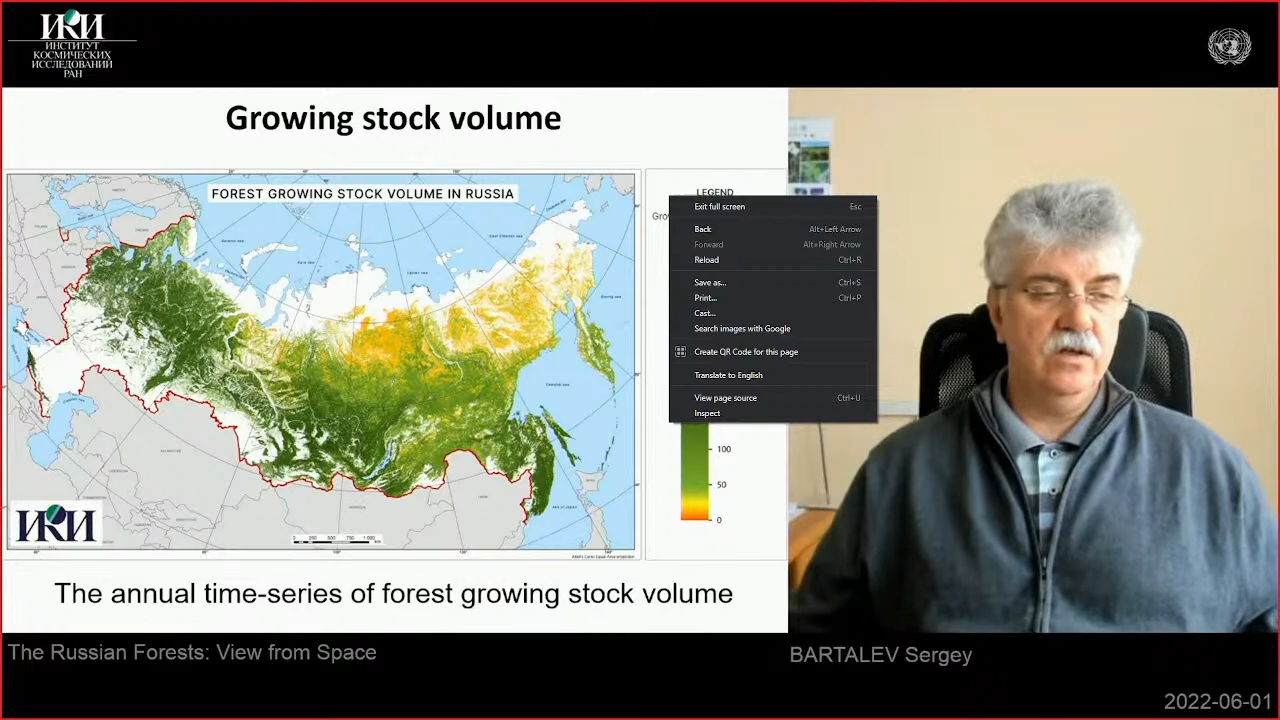 ИКИ
ИНСТИТУТ
КОСМИЧЕСКИХ
ИССЛЕДОВАНИЙ
РАН
Growing stock volume
FOREST GROWING STOCK VOLUME IN RUSSIA
LEGEND
Exit full screen Esc
Back Alt+Left Arrow
Forward Alt+Right Arrow
Reload Ctrl+R
Save as... Ctrl+S
Print... Ctrl+P
Cast...
Search images with Google
Create QR Code for this page
Translate to English
View page source Ctrl+U
Inspect
100
50
0
ИКИ
The annual time-series of forest growing stock volume
The Russian Forests: View from Space
BARTALEV Sergey
2022-06-01